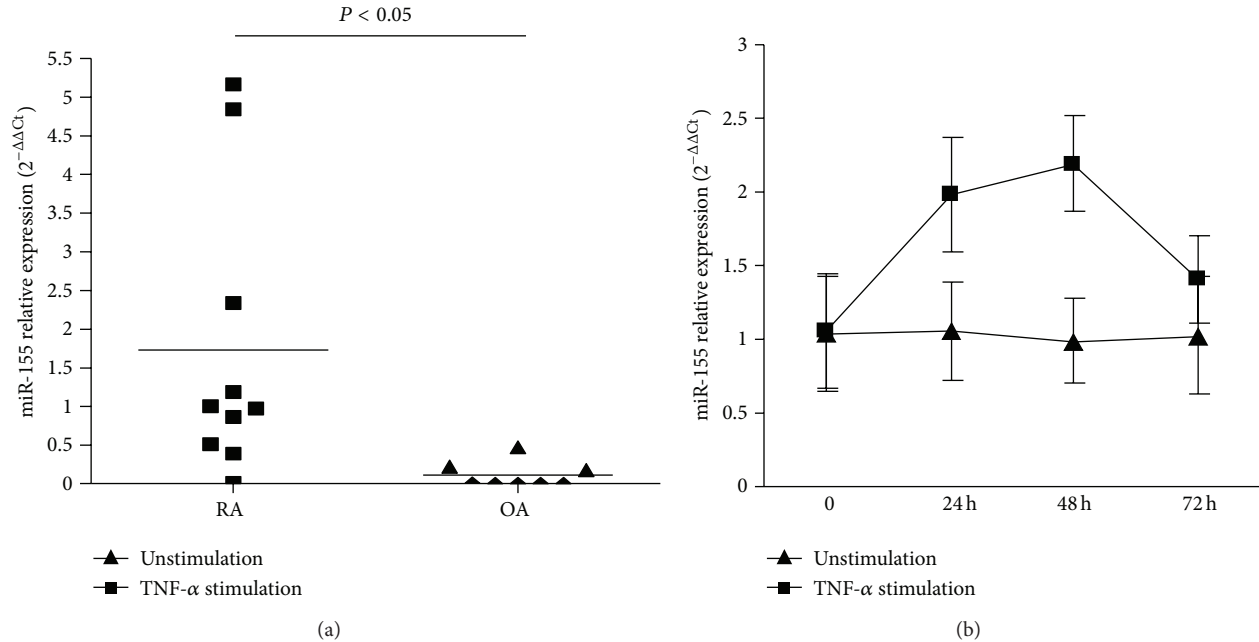 P < 0.05
miR-155 relative expression (2^−ΔΔCt)
5.5
5
4.5
4
3.5
3
2.5
2
1.5
1
0.5
0
RA
OA
Unstimulation
TNF-α stimulation
(a)
miR-155 relative expression (2^−ΔΔCt)
3
2.5
2
1.5
1
0.5
0
0
24 h
48 h
72 h
Unstimulation
TNF-α stimulation
(b)